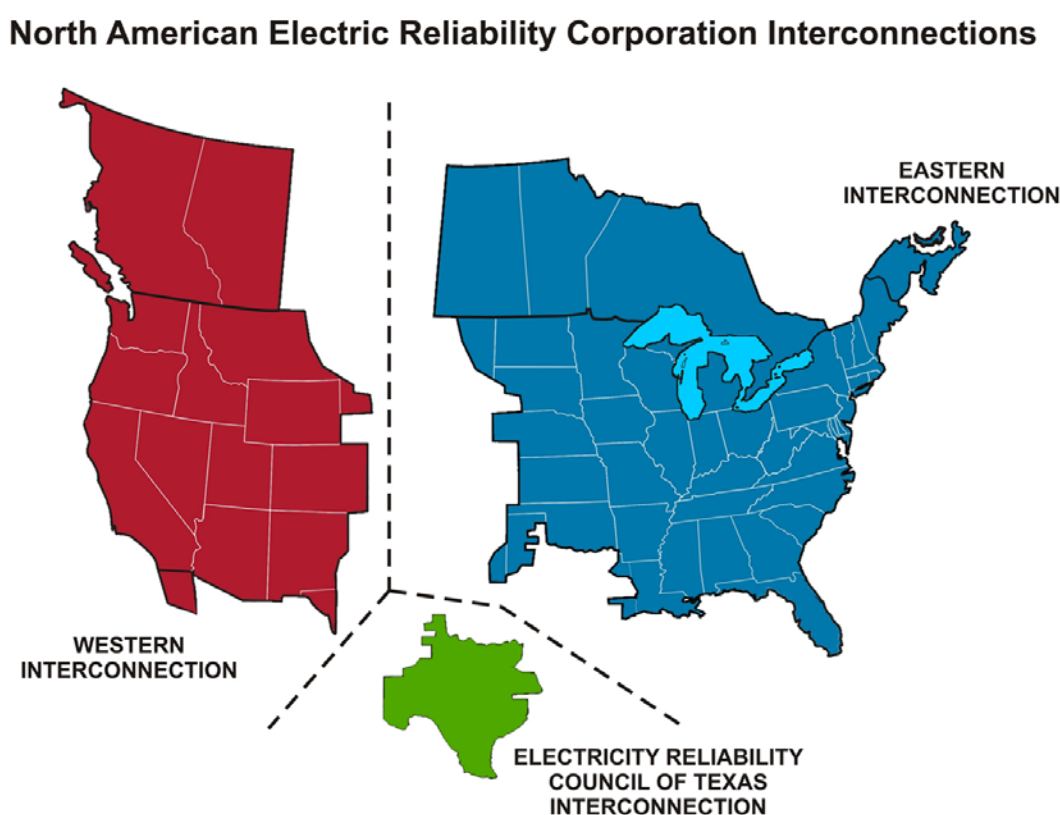 North American Electric Reliability Corporation Interconnections
EASTERN
INTERCONNECTION
WESTERN
INTERCONNECTION
ELECTRICITY RELIABILITY
COUNCIL OF TEXAS
INTERCONNECTION